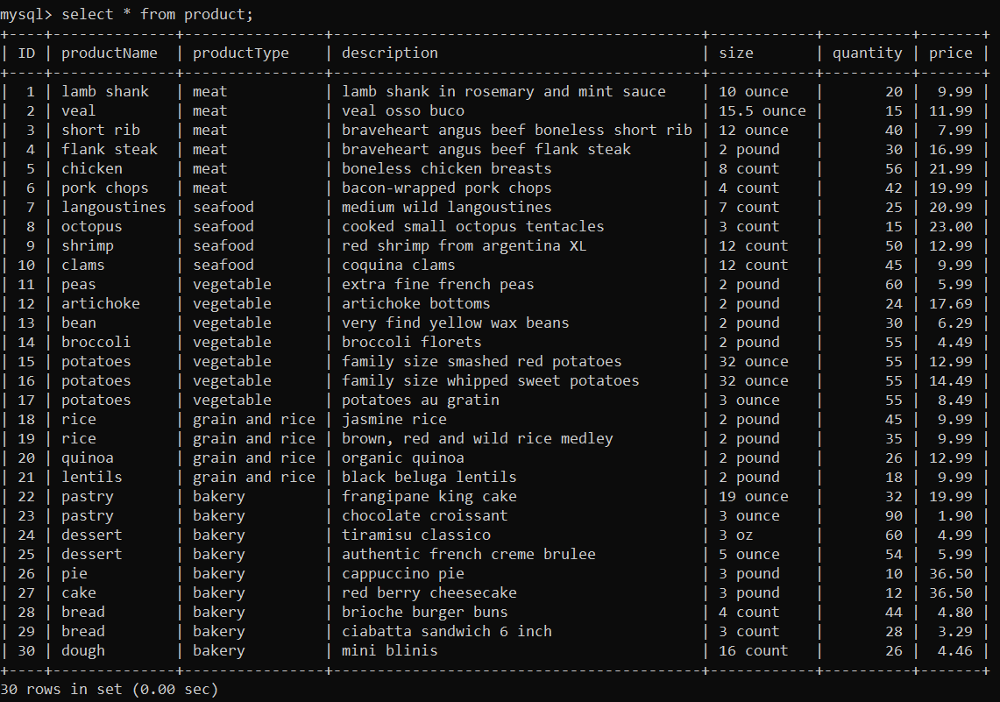 mysql> select * from product;
+----+--------------+----------------+------------------------------------------+------------+----------+-------+
| ID | productName  | productType    | description                              | size       | quantity | price |
+----+--------------+----------------+------------------------------------------+------------+----------+-------+
|  1 | lamb shank   | meat           | lamb shank in rosemary and mint sauce    | 10 ounce   |       20 |  9.99 |
|  2 | veal         | meat           | veal osso buco                           | 15.5 ounce |       15 | 11.99 |
|  3 | short rib    | meat           | braveheart angus beef boneless short rib | 12 ounce   |       40 |  7.99 |
|  4 | flank steak  | meat           | braveheart angus beef flank steak        | 2 pound    |       30 | 16.99 |
|  5 | chicken      | meat           | boneless chicken breasts                 | 8 count    |       56 | 21.99 |
|  6 | pork chops   | meat           | bacon-wrapped pork chops                 | 4 count    |       42 | 19.99 |
|  7 | langoustines | seafood        | medium wild langoustines                 | 7 count    |       25 | 20.99 |
|  8 | octopus      | seafood        | cooked small octopus tentacles           | 3 count    |       15 | 23.00 |
|  9 | shrimp       | seafood        | red shrimp from argentina XL             | 12 count   |       50 | 12.99 |
| 10 | clams        | seafood        | coquina clams                            | 12 count   |       45 |  9.99 |
| 11 | peas         | vegetable      | extra fine french peas                   | 2 pound    |       60 |  5.99 |
| 12 | artichoke    | vegetable      | artichoke bottoms                        | 2 pound    |       24 | 17.69 |
| 13 | bean         | vegetable      | very find yellow wax beans               | 2 pound    |       30 |  6.29 |
| 14 | broccoli     | vegetable      | broccoli florets                         | 2 pound    |       55 |  4.49 |
| 15 | potatoes     | vegetable      | family size smashed red potatoes         | 32 ounce   |       55 | 12.99 |
| 16 | potatoes     | vegetable      | family size whipped sweet potatoes       | 32 ounce   |       55 | 14.49 |
| 17 | potatoes     | vegetable      | potatoes au gratin                       | 3 ounce    |       55 |  8.49 |
| 18 | rice         | grain and rice | jasmine rice                             | 2 pound    |       45 |  9.99 |
| 19 | rice         | grain and rice | brown, red and wild rice medley          | 2 pound    |       35 |  9.99 |
| 20 | quinoa       | grain and rice | organic quinoa                           | 2 pound    |       26 | 12.99 |
| 21 | lentils      | grain and rice | black beluga lentils                     | 2 pound    |       18 |  9.99 |
| 22 | pastry       | bakery         | frangipane king cake                     | 19 ounce   |       32 | 19.99 |
| 23 | pastry       | bakery         | chocolate croissant                      | 3 ounce    |       90 |  1.90 |
| 24 | dessert      | bakery         | tiramisu classico                        | 3 oz       |       60 |  4.99 |
| 25 | dessert      | bakery         | authentic french creme brulee            | 5 ounce    |       54 |  5.99 |
| 26 | pie          | bakery         | cappuccino pie                           | 3 pound    |       10 | 36.50 |
| 27 | cake         | bakery         | red berry cheesecake                     | 3 pound    |       12 | 36.50 |
| 28 | bread        | bakery         | brioche burger buns                      | 4 count    |       44 |  4.80 |
| 29 | bread        | bakery         | ciabatta sandwich 6 inch                 | 3 count    |       28 |  3.29 |
| 30 | dough        | bakery         | mini blinis                              | 16 count   |       26 |  4.46 |
+----+--------------+----------------+------------------------------------------+------------+----------+-------+
30 rows in set (0.00 sec)